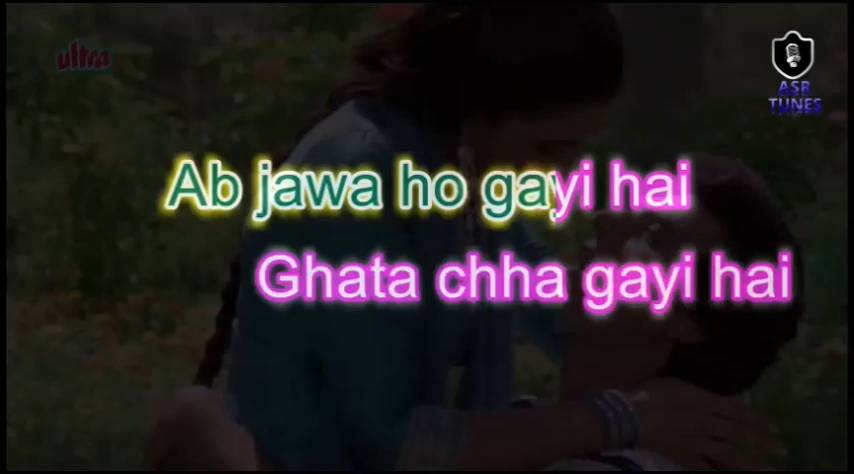 ultra
ASR
TUNES
Ab jawa ho gayi hai
Ghata chha gayi hai